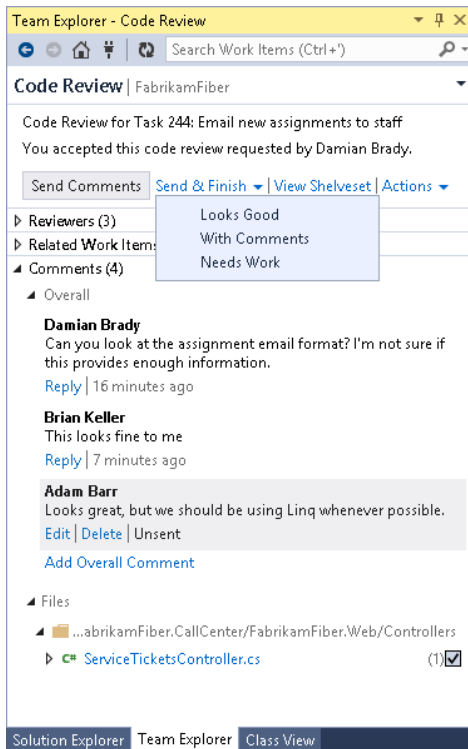 Team Explorer - Code Review
Search Work Items (Ctrl+')
Code Review | FabrikamFiber
Code Review for Task 244: Email new assignments to staff
You accepted this code review requested by Damian Brady.
Send Comments Send & Finish | View Shelveset | Actions
Looks Good
With Comments
Needs Work
Reviewers (3)
Related Work Items
Comments (4)
Overall
Damian Brady
Can you look at the assignment email format? I'm not sure if
this provides enough information.
Reply | 16 minutes ago
Brian Keller
This looks fine to me
Reply | 7 minutes ago
Adam Barr
Looks great, but we should be using Linq whenever possible.
Edit | Delete | Unsent
Add Overall Comment
Files
...abrikamFiber.CallCenter/FabrikamFiber.Web/Controllers
C# ServiceTicketsController.cs (1)
Solution Explorer Team Explorer Class View